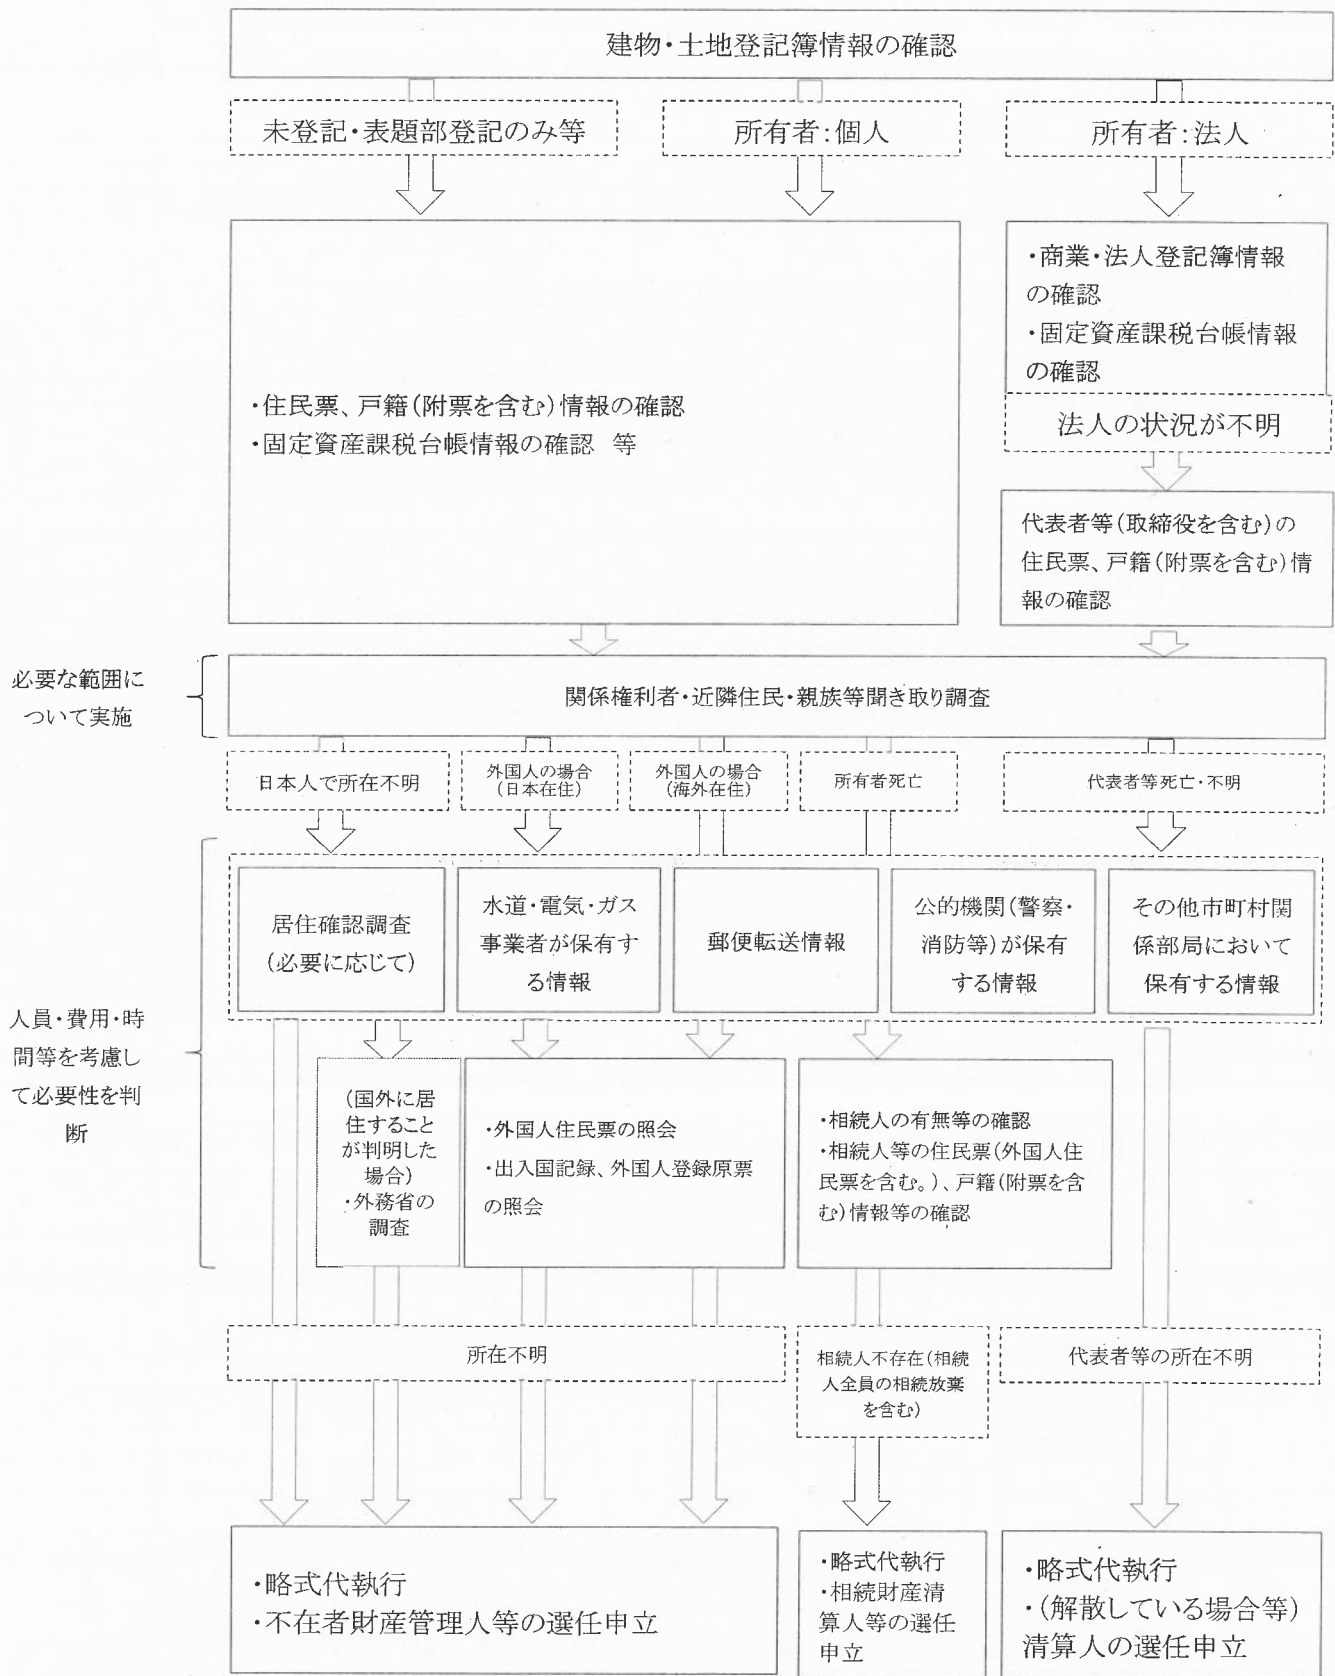 建物・土地登記簿情報の確認
未登記・表題部登記のみ等
所有者:個人
所有者:法人
・商業・法人登記簿情報
の確認
・固定資産課税台帳情報
の確認
・住民票、戸籍(附票を含む)情報の確認
・固定資産課税台帳情報の確認 等
法人の状況が不明
代表者等(取締役を含む)の
住民票、戸籍(附票を含む)情
報の確認
必要な範囲に
ついて実施
関係権利者・近隣住民・親族等聞き取り調査
日本人で所在不明
外国人の場合
(日本在住)
外国人の場合
(海外在住)
所有者死亡
代表者等死亡・不明
人員・費用・時
間等を考慮し
て必要性を判
断
居住確認調査
(必要に応じて)
水道・電気・ガス
事業者が保有す
る情報
郵便転送情報
公的機関(警察・
消防等)が保有
する情報
その他市町村関
係部局において
保有する情報
(国外に居
住すること
が判明した
場合)
・外務省の
調査
・外国人住民票の照会
・出入国記録、外国人登録原票
の照会
・相続人の有無等の確認
・相続人等の住民票(外国人住
民票を含む。)、戸籍(附票を含
む)情報等の確認
所在不明
相続人不存在(相続
人全員の相続放棄
を含む)
代表者等の所在不明
・略式代執行
・不在者財産管理人等の選任申立
・略式代執行
・相続財産清
算人等の選任
申立
・略式代執行
・(解散している場合等)
清算人の選任申立